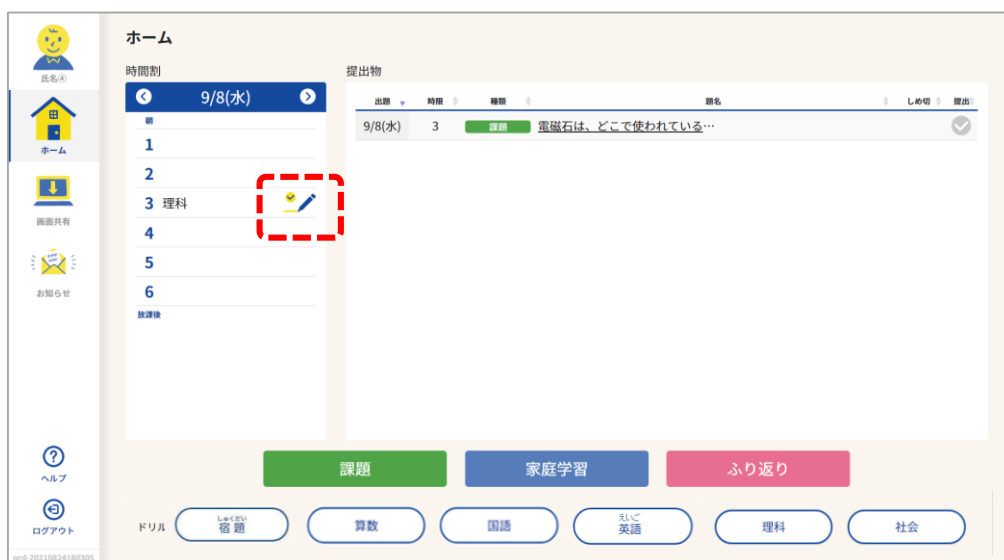 氏名④
ホーム
画面共有
お知らせ
ヘルプ
ログアウト
prd-20210824180305
ホーム
時間割
9/8(水)
朝
1
2
3 理科
4
5
6
放課後
提出物
出題 時限 種類 題名 しめ切 提出
9/8(水) 3 課題 電磁石は、どこで使われている…
課題 家庭学習 ふり返り
しゅくだい えいご
ドリル 宿題 算数 国語 英語 理科 社会